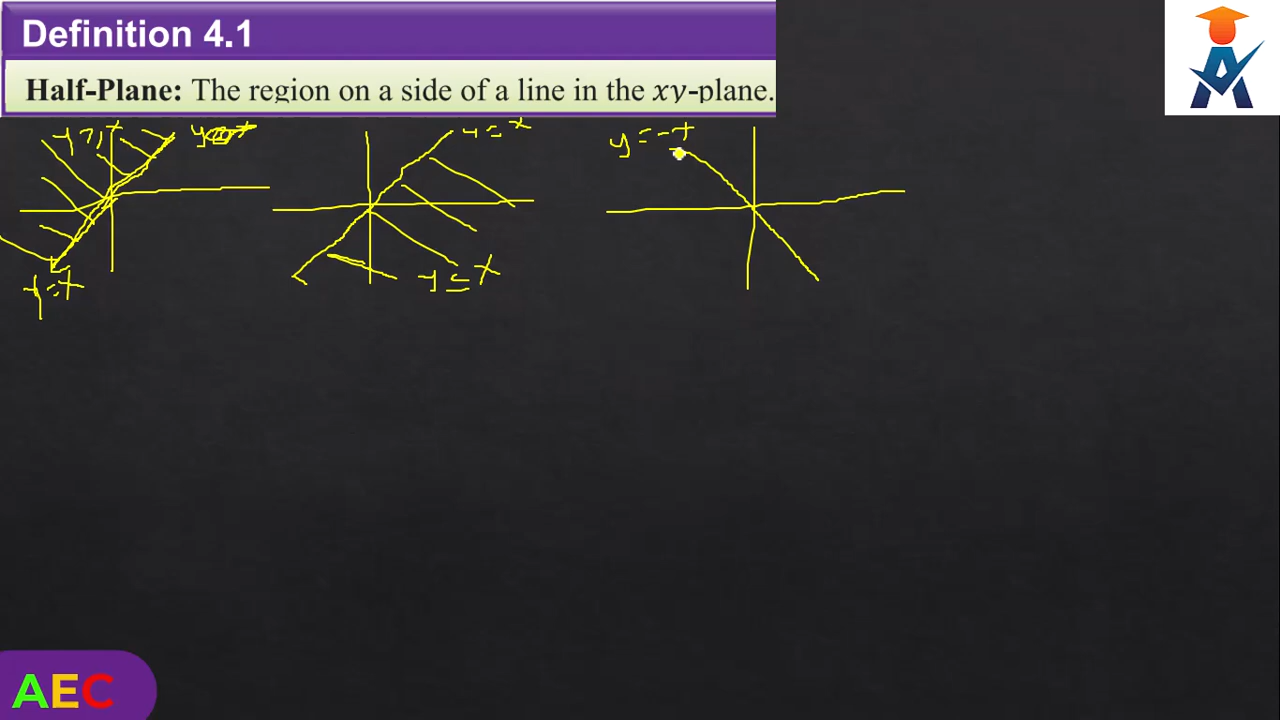 Definition 4.1
Half-Plane: The region on a side of a line in the xy-plane.
y ≥ x
y = x
y = x
y ≤ x
y = -x
AEC